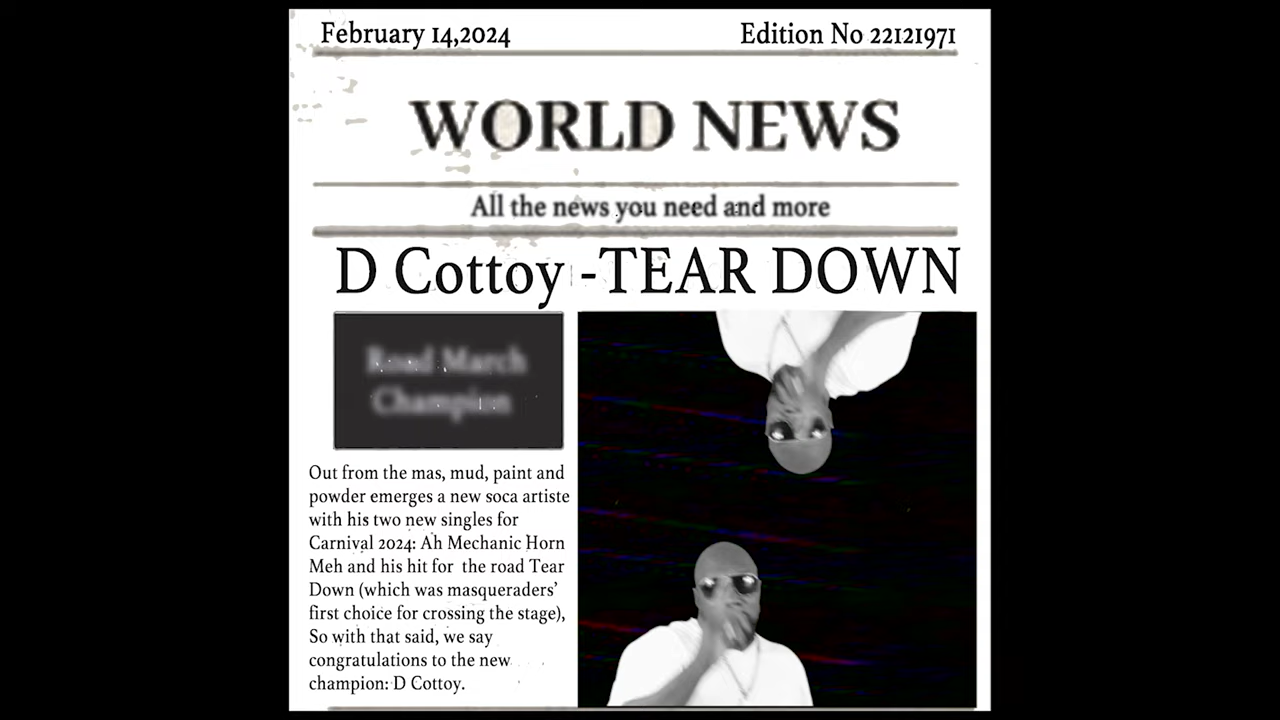 February 14,2024
Edition No 22121971
WORLD NEWS
All the news you need and more
D Cottoy -TEAR DOWN
Road March
Champion
Out from the mas, mud, paint and
powder emerges a new soca artiste
with his two new singles for
Carnival 2024: Ah Mechanic Horn
Meh and his hit for the road Tear
Down (which was masqueraders'
first choice for crossing the stage),
So with that said, we say
congratulations to the new
champion: D Cottoy.